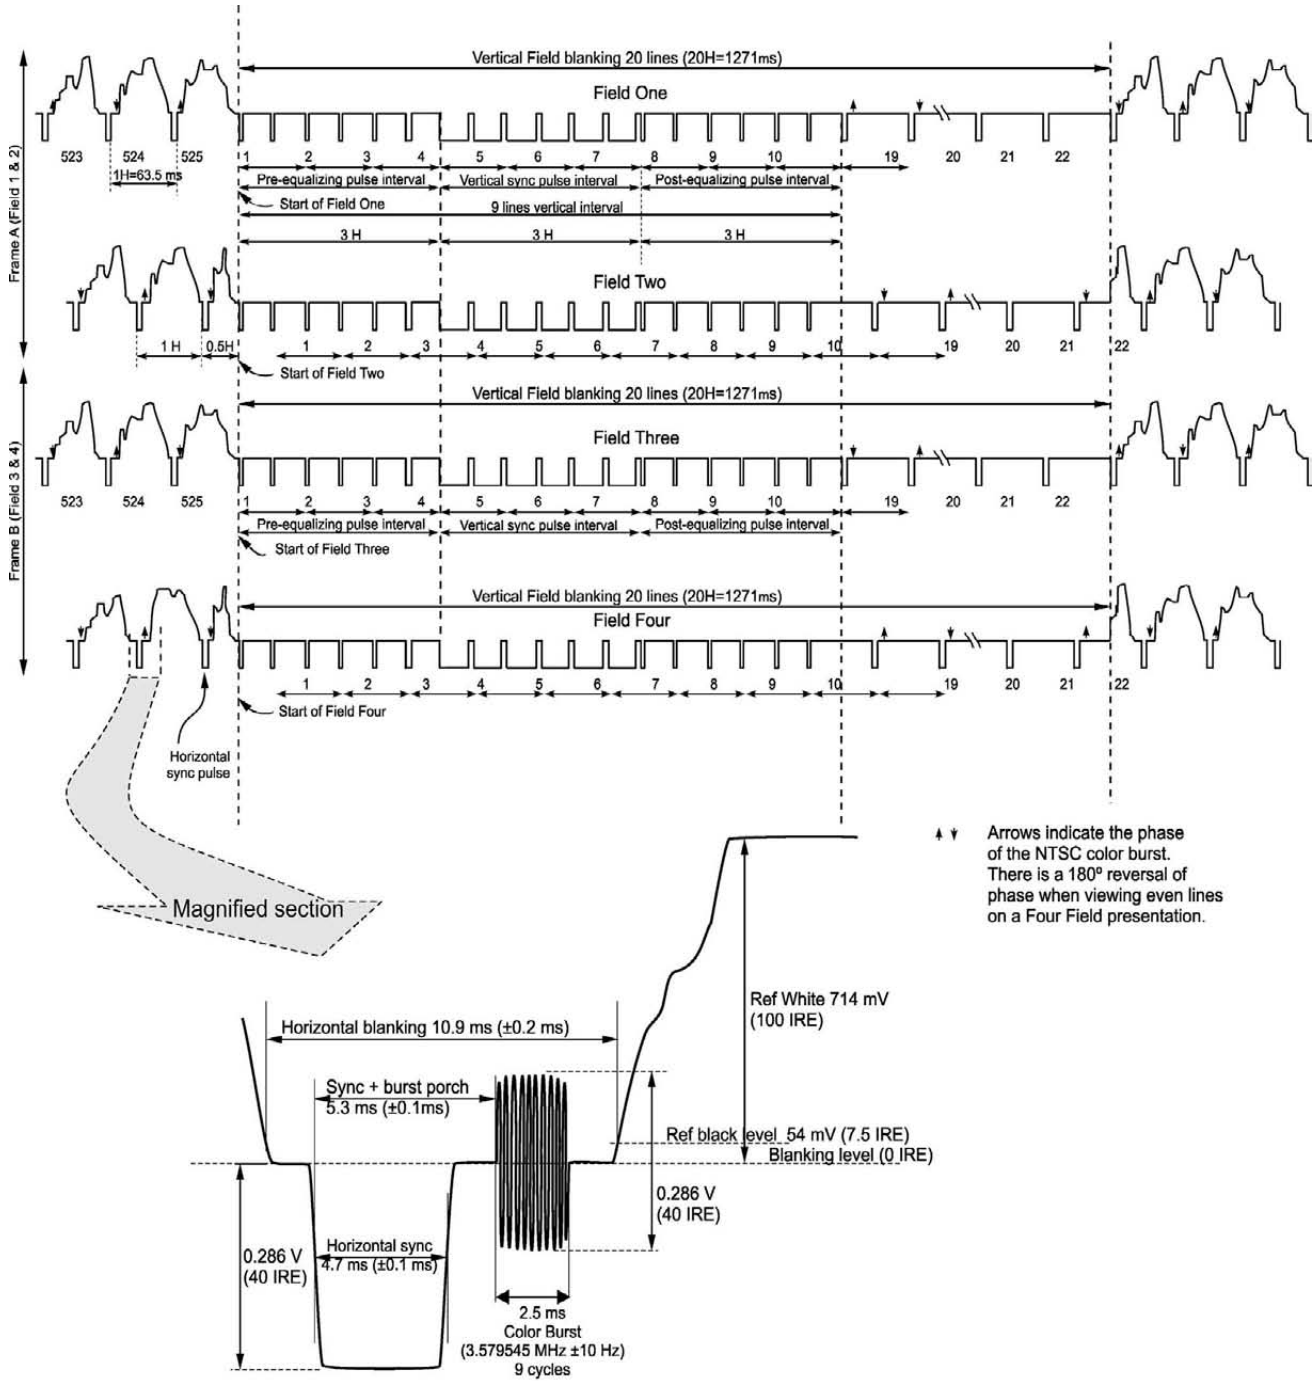 Vertical Field blanking 20 lines (20H=1271ms)
Field One
523 524 525 1 2 3 4 5 6 7 8 9 10 19 20 21 22
1H=63.5 ms
Pre-equalizing pulse interval Vertical sync pulse interval Post-equalizing pulse interval
Start of Field One
9 lines vertical interval
3 H 3 H 3 H
Frame A (Field 1 & 2)
Field Two
1 H 0.5H 1 2 3 4 5 6 7 8 9 10 19 20 21 22
Start of Field Two
Vertical Field blanking 20 lines (20H=1271ms)
Field Three
523 524 525 1 2 3 4 5 6 7 8 9 10 19 20 21 22
Pre-equalizing pulse interval Vertical sync pulse interval Post-equalizing pulse interval
Start of Field Three
Frame B (Field 3 & 4)
Vertical Field blanking 20 lines (20H=1271ms)
Field Four
1 2 3 4 5 6 7 8 9 10 19 20 21 22
Start of Field Four
Horizontal
sync pulse
Magnified section
Arrows indicate the phase
of the NTSC color burst.
There is a 180º reversal of
phase when viewing even lines
on a Four Field presentation.
Ref White 714 mV
(100 IRE)
Horizontal blanking 10.9 ms (±0.2 ms)
Sync + burst porch
5.3 ms (±0.1ms)
Ref black level 54 mV (7.5 IRE)
Blanking level (0 IRE)
0.286 V
(40 IRE)
Horizontal sync
4.7 ms (±0.1 ms)
0.286 V
(40 IRE)
2.5 ms
Color Burst
(3.579545 MHz ±10 Hz)
9 cycles